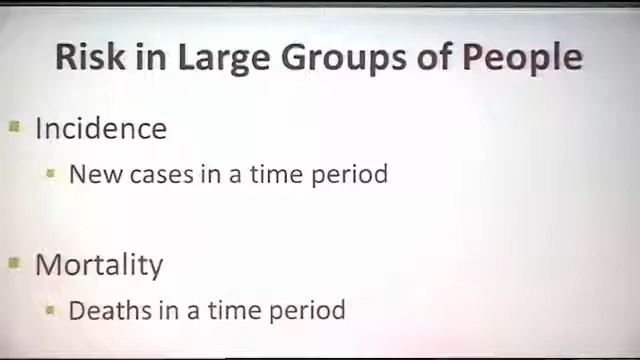 Risk in Large Groups of People
Incidence
New cases in a time period
Mortality
Deaths in a time period